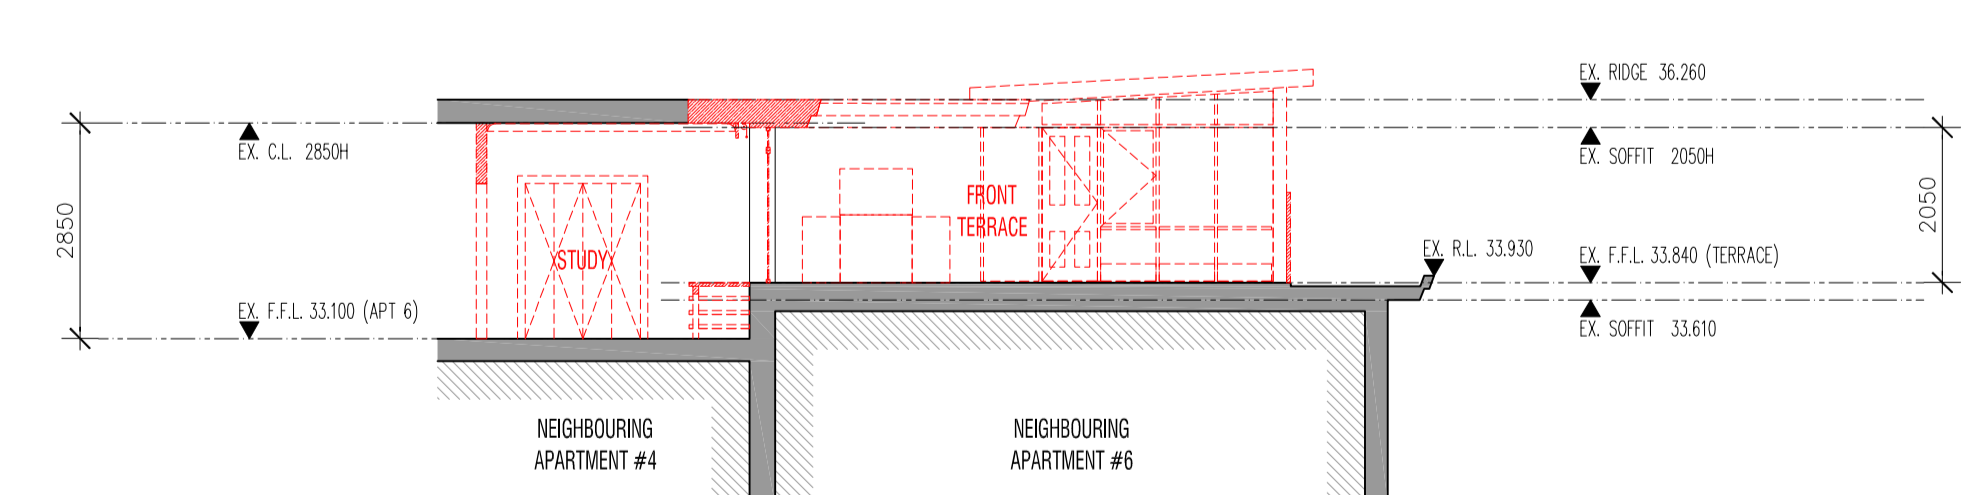 EX. RIDGE 36.260
EX. C.L. 2850H
EX. SOFFIT 2050H
2850
FRONT
TERRACE
2050
STUDY
EX. R.L. 33.930
EX. F.F.L. 33.840 (TERRACE)
EX. F.F.L. 33.100 (APT 6)
EX. SOFFIT 33.610
NEIGHBOURING
APARTMENT #4
NEIGHBOURING
APARTMENT #6